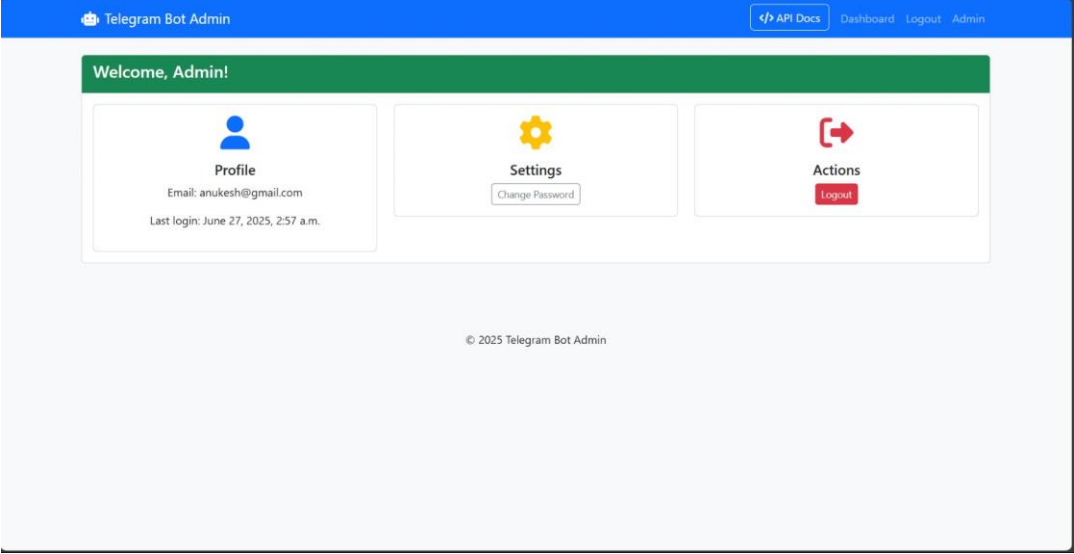 Telegram Bot Admin
</> API Docs Dashboard Logout Admin
Welcome, Admin!
Profile
Email: anukesh@gmail.com
Last login: June 27, 2025, 2:57 a.m.
Settings
Change Password
Actions
Logout
© 2025 Telegram Bot Admin